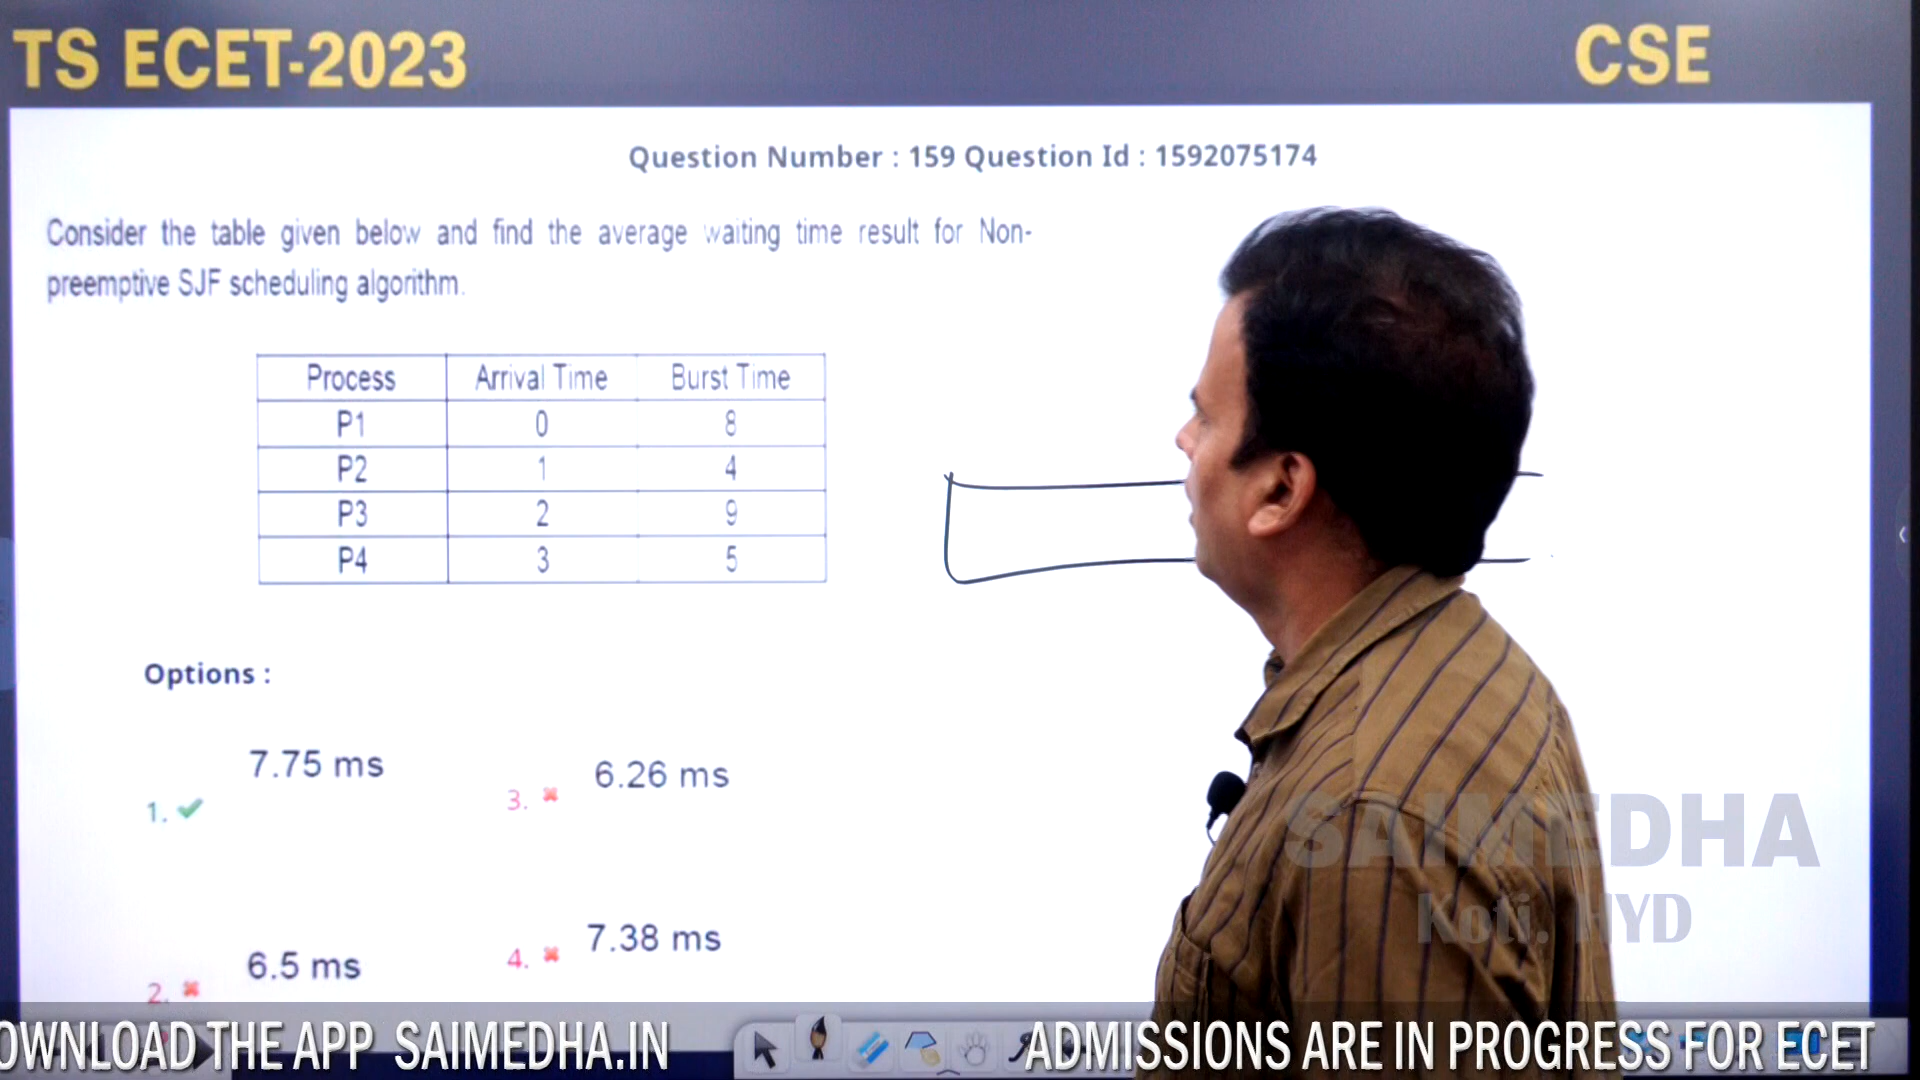 TS ECET-2023
CSE
Question Number : 159 Question Id : 1592075174
Consider the table given below and find the average waiting time result for Non-
preemptive SJF scheduling algorithm.
Process Arrival Time Burst Time
P1 0 8
P2 1 4
P3 2 9
P4 3 5
Options :
7.75 ms
1.
6.26 ms
3.
6.5 ms
2.
7.38 ms
4.
SAIMEDHA
Koti, HYD
OWNLOAD THE APP SAIMEDHA.IN
ADMISSIONS ARE IN PROGRESS FOR ECET